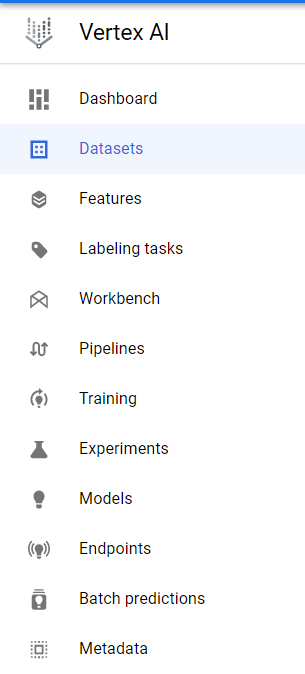 Vertex AI
Dashboard
Datasets
Features
Labeling tasks
Workbench
Pipelines
Training
Experiments
Models
Endpoints
Batch predictions
Metadata